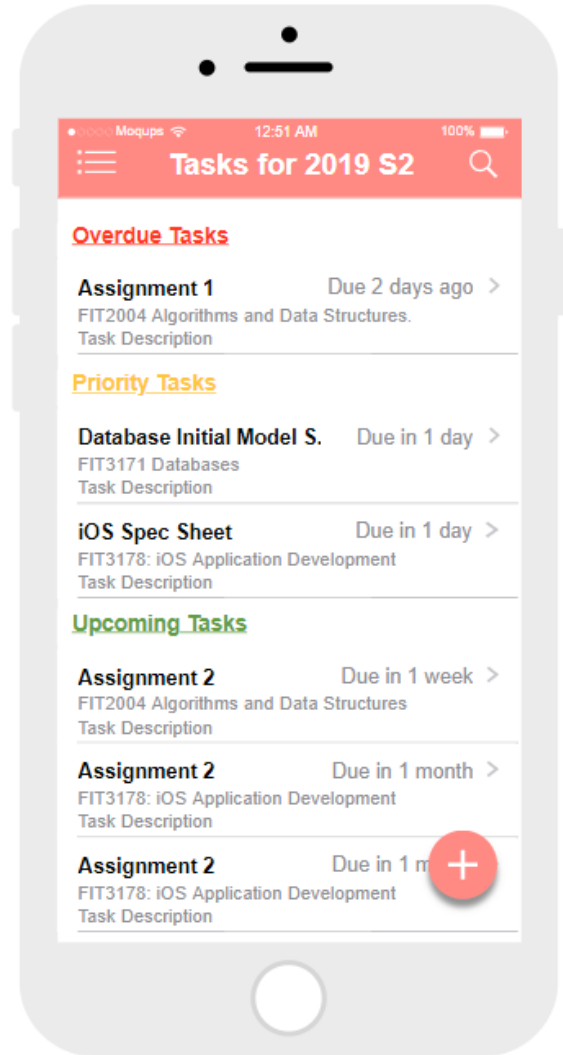 Moqups 12:51 AM 100%
Tasks for 2019 S2
Overdue Tasks
Assignment 1 Due 2 days ago
FIT2004 Algorithms and Data Structures.
Task Description
Priority Tasks
Database Initial Model S. Due in 1 day
FIT3171 Databases
Task Description
iOS Spec Sheet Due in 1 day
FIT3178: iOS Application Development
Task Description
Upcoming Tasks
Assignment 2 Due in 1 week
FIT2004 Algorithms and Data Structures
Task Description
Assignment 2 Due in 1 month
FIT3178: iOS Application Development
Task Description
Assignment 2 Due in 1 m
FIT3178: iOS Application Development
Task Description